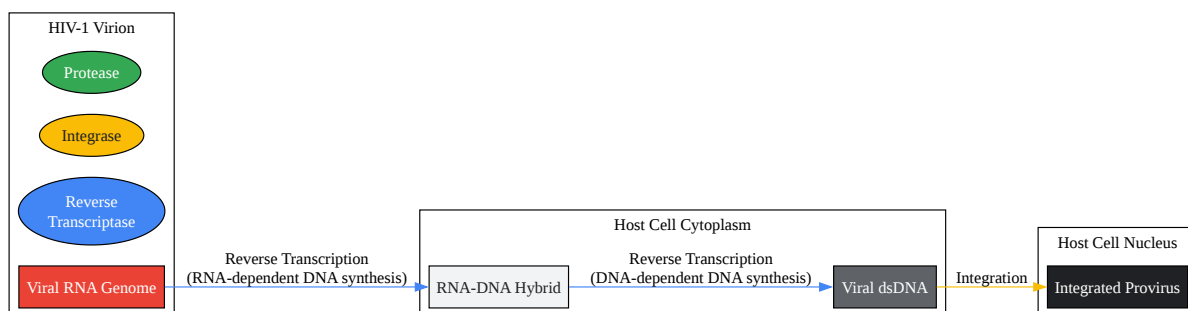 HIV-1 Virion
Protease
Integrase
Reverse
Transcriptase
Viral RNA Genome
Reverse Transcription
(RNA-dependent DNA synthesis)
Host Cell Cytoplasm
RNA-DNA Hybrid
Reverse Transcription
(DNA-dependent DNA synthesis)
Viral dsDNA
Integration
Host Cell Nucleus
Integrated Provirus